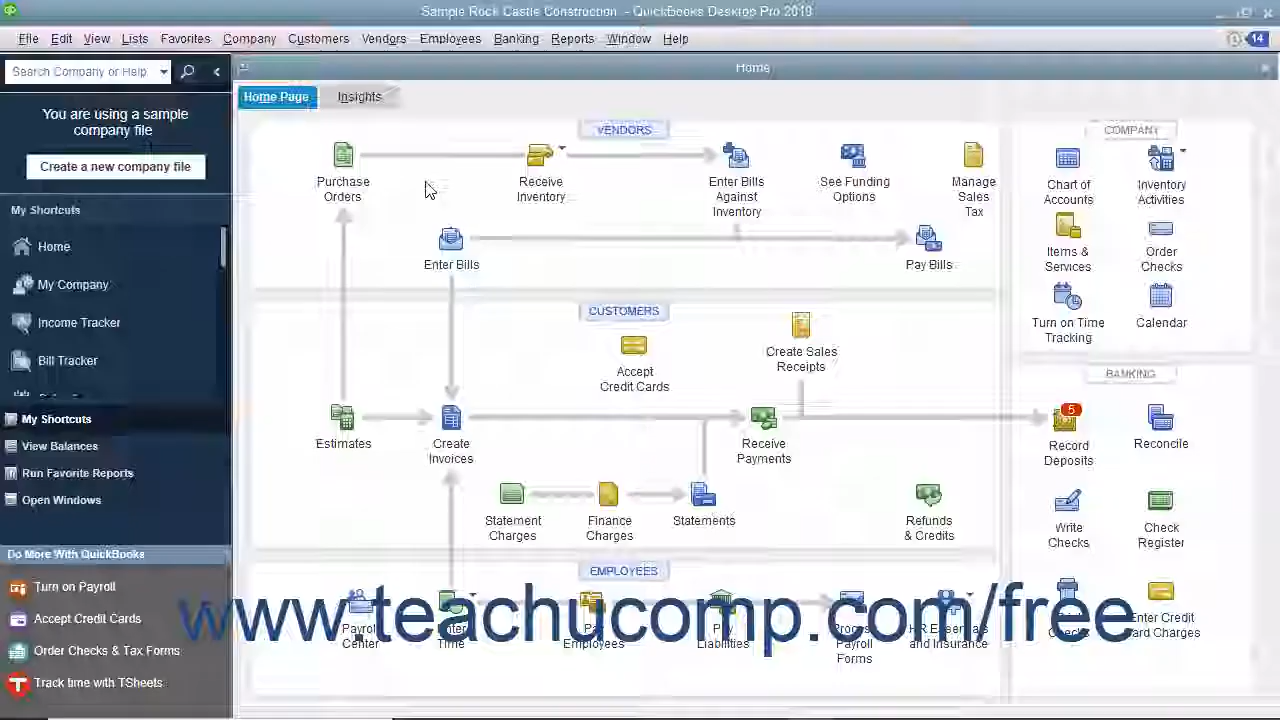 Sample Rock Castle Construction - QuickBooks Desktop Pro 2019
File Edit View Lists Favorites Company Customers Vendors Employees Banking Reports Window Help
14
Search Company or Help
Home
Home Page
Insights
You are using a sample
company file
Create a new company file
My Shortcuts
Home
My Company
Income Tracker
Bill Tracker
My Shortcuts
View Balances
Run Favorite Reports
Open Windows
Do More With QuickBooks
Turn on Payroll
Accept Credit Cards
Order Checks & Tax Forms
Track time with TSheets
VENDORS
Purchase
Orders
Receive
Inventory
Enter Bills
Against
Inventory
See Funding
Options
Manage
Sales
Tax
Enter Bills
Pay Bills
CUSTOMERS
Accept
Credit Cards
Create Sales
Receipts
Estimates
Create
Invoices
Receive
Payments
Statement
Charges
Finance
Charges
Statements
Refunds
& Credits
EMPLOYEES
Payroll
Center
Enter
Time
Pay
Employees
Pay
Liabilities
Process
Payroll
Forms
HR Essentials
and Insurance
COMPANY
Chart of
Accounts
Inventory
Activities
Items &
Services
Order
Checks
Turn on Time
Tracking
Calendar
BANKING
5
Record
Deposits
Reconcile
Write
Checks
Check
Register
Checks
Enter Credit
Card Charges
www.teachucomp.com/free